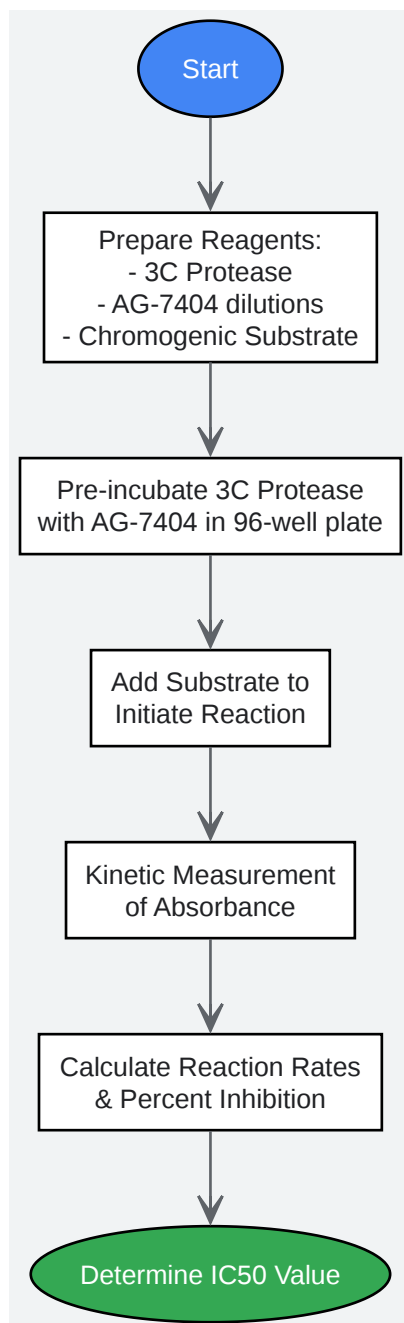 Start
Prepare Reagents:
- 3C Protease
- AG-7404 dilutions
- Chromogenic Substrate
Pre-incubate 3C Protease
with AG-7404 in 96-well plate
Add Substrate to
Initiate Reaction
Kinetic Measurement
of Absorbance
Calculate Reaction Rates
& Percent Inhibition
Determine IC50 Value